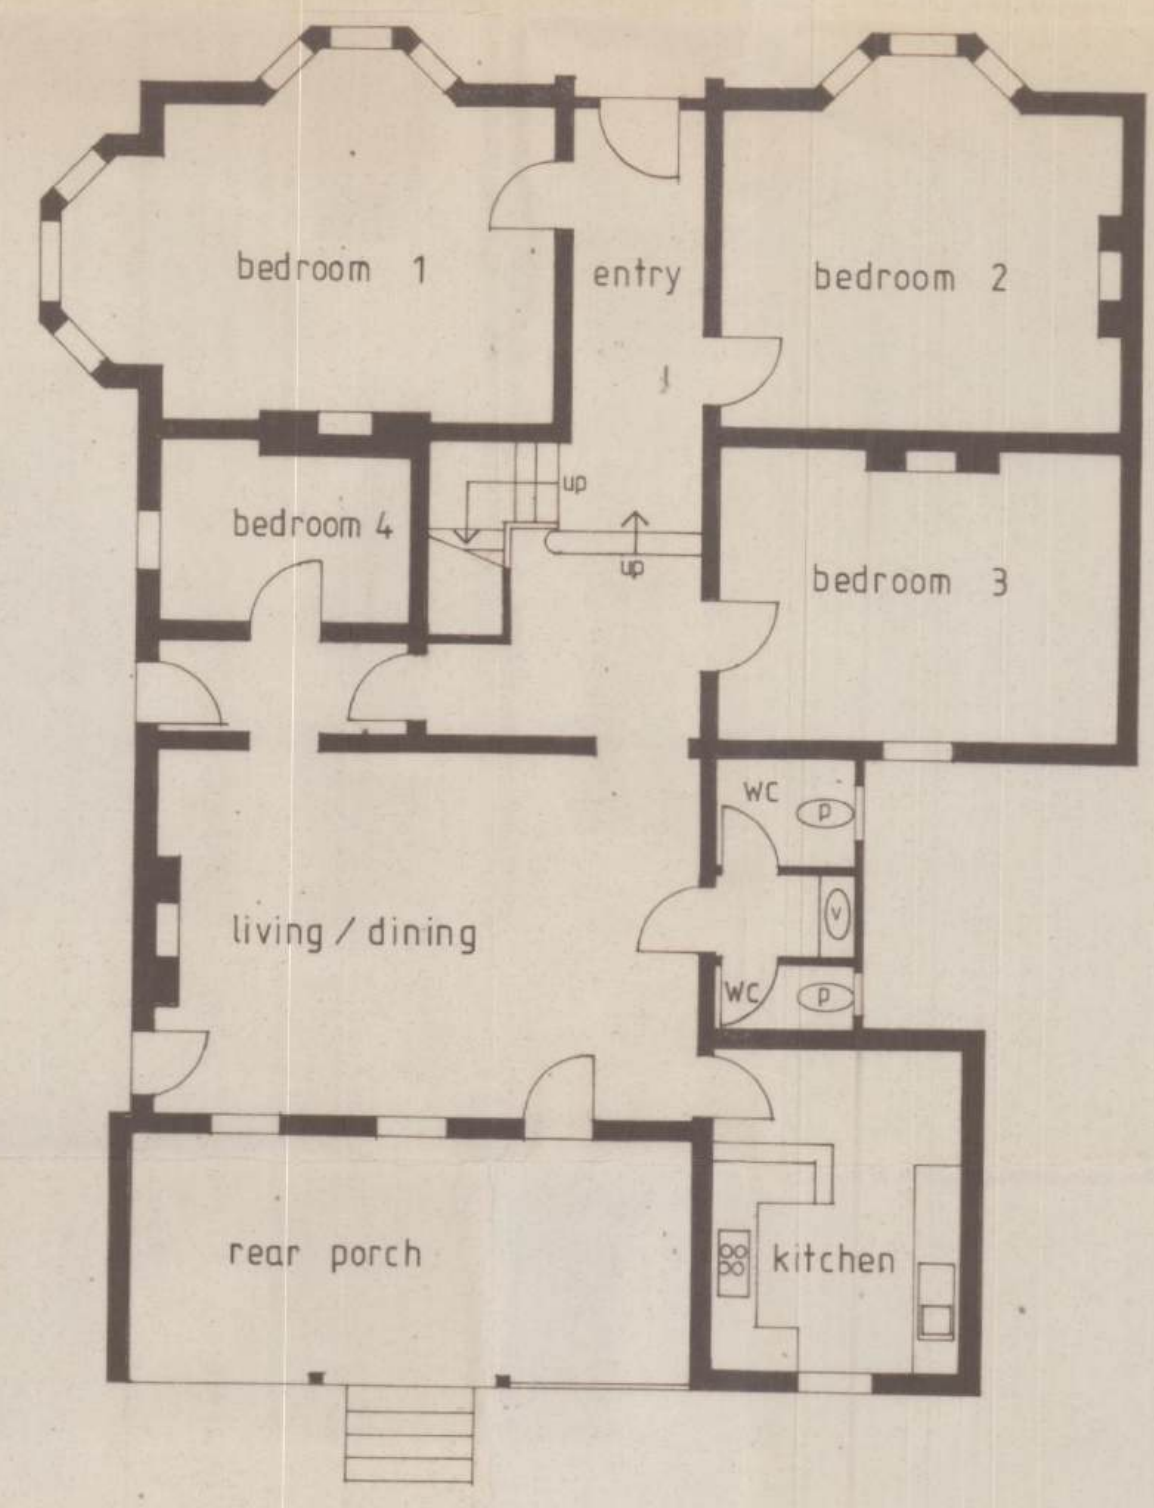 bedroom 1
entry
bedroom 2
up
bedroom 4
up
bedroom 3
WC
P
living / dining
V
WC
P
rear porch
kitchen